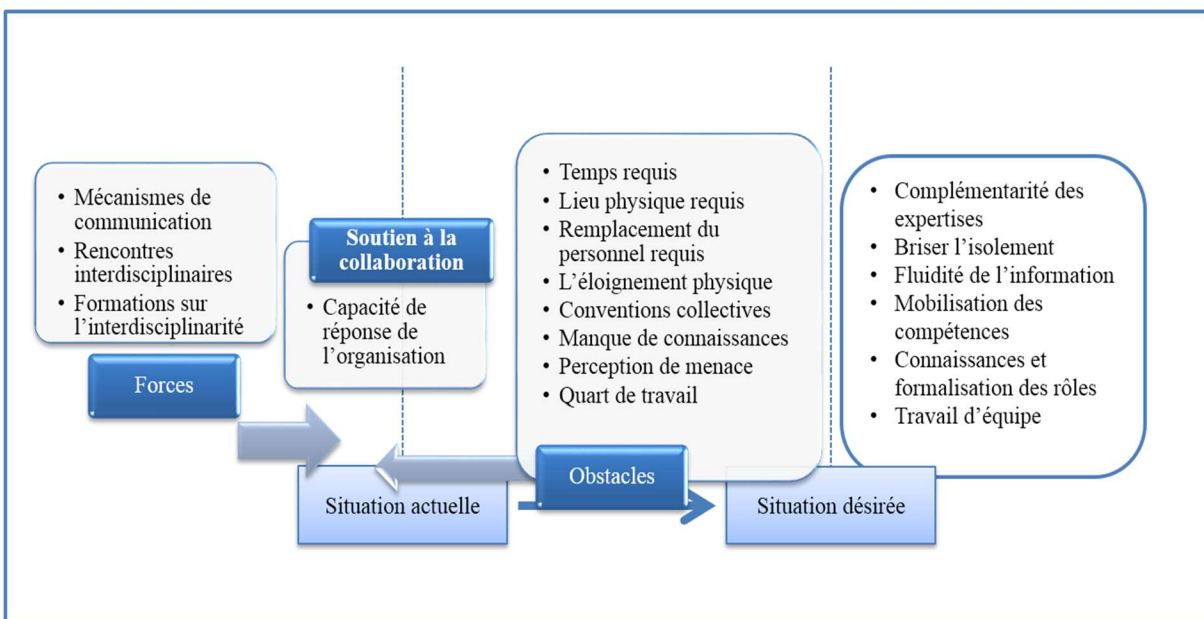 • Mécanismes de
communication
• Rencontres
interdisciplinaires
• Formations sur
l’interdisciplinarité
Forces
Soutien à la
collaboration
• Capacité de
réponse de
l’organisation
Situation actuelle
• Temps requis
• Lieu physique requis
• Remplacement du
personnel requis
• L’éloignement physique
• Conventions collectives
• Manque de connaissances
• Perception de menace
• Quart de travail
Obstacles
• Complémentarité des
expertises
• Briser l’isolement
• Fluidité de l’information
• Mobilisation des
compétences
• Connaissances et
formalisation des rôles
• Travail d’équipe
Situation désirée